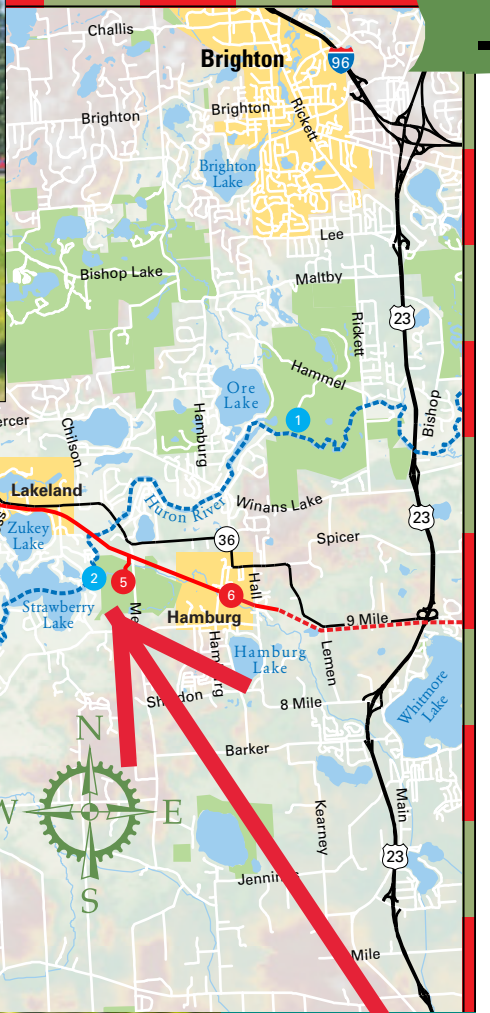 Challis
Brighton
96
Brighton
Brighton
Rickett
Brighton
Lake
Lee
Bishop Lake
Maltby
23
Rickett
Hammel
Ore
Lake
1
Bishop
Chilson
Hamburg
Lakeland
Huron River
Winans Lake
23
Zukey
Lake
36
Spicer
2
5
6
Hall
Strawberry
Lake
Hamburg
9 Mile
Hamburg
Lake
Lemen
Whitmore
Lake
8 Mile
N
Barker
W
E
Main
Kearney
23
S
Mile